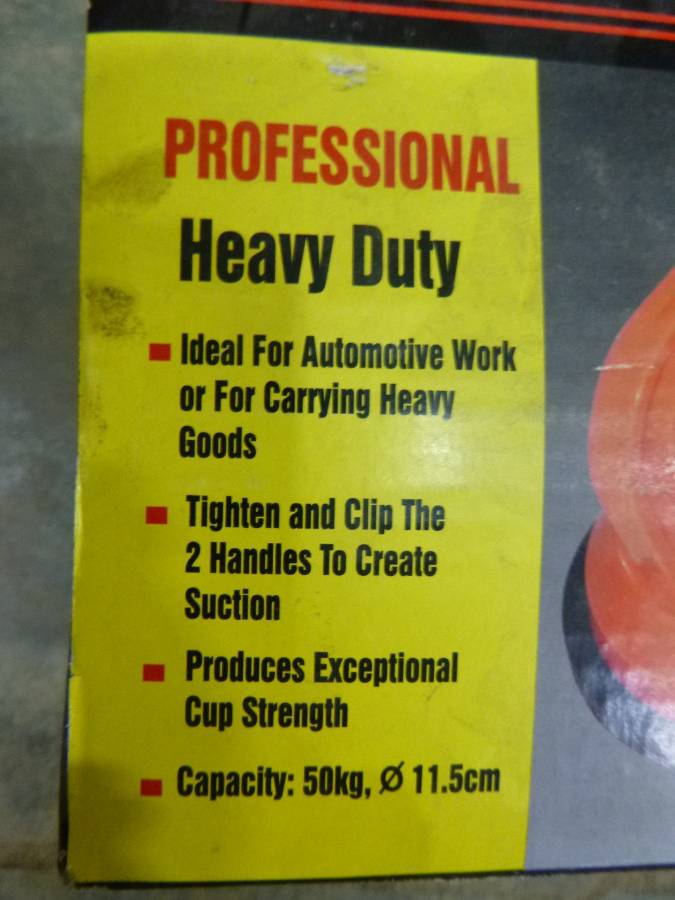 PROFESSIONAL
Heavy Duty
Ideal For Automotive Work
or For Carrying Heavy
Goods
Tighten and Clip The
2 Handles To Create
Suction
Produces Exceptional
Cup Strength
Capacity: 50kg, Ø 11.5cm